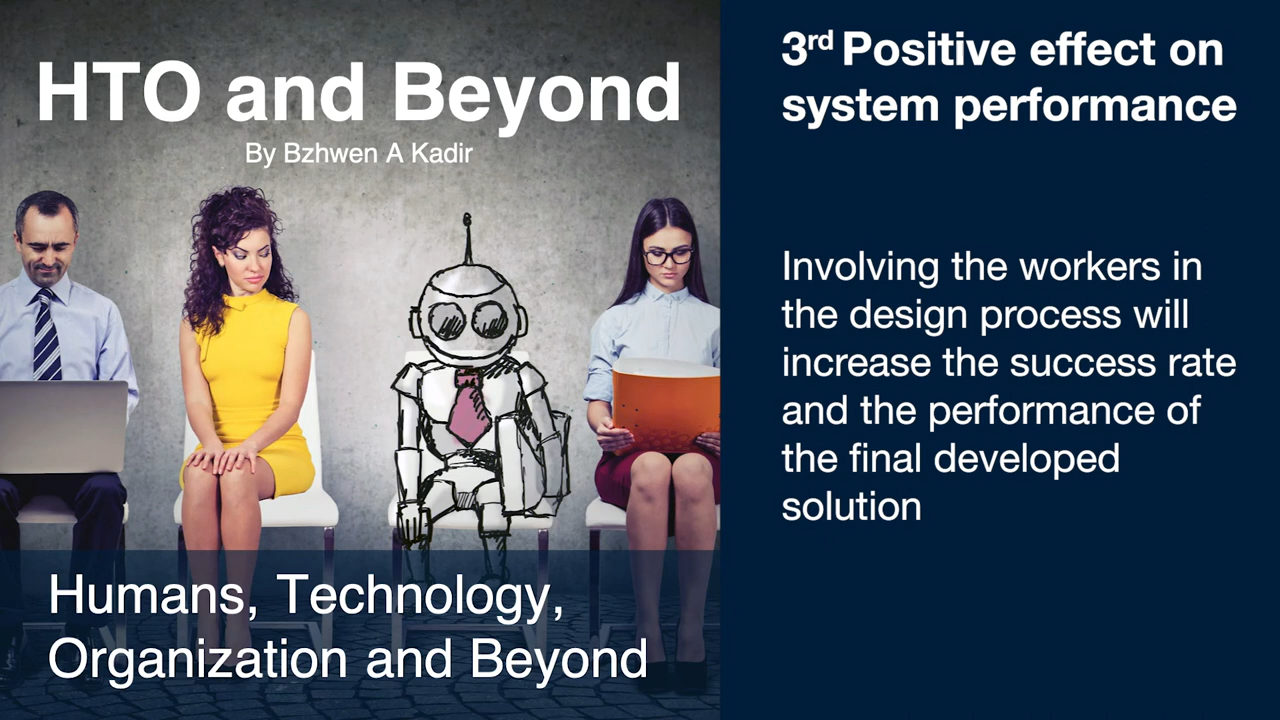 HTO and Beyond
By Bzhwen A Kadir
Humans, Technology,
Organization and Beyond
3rd Positive effect on
system performance
Involving the workers in
the design process will
increase the success rate
and the performance of
the final developed
solution